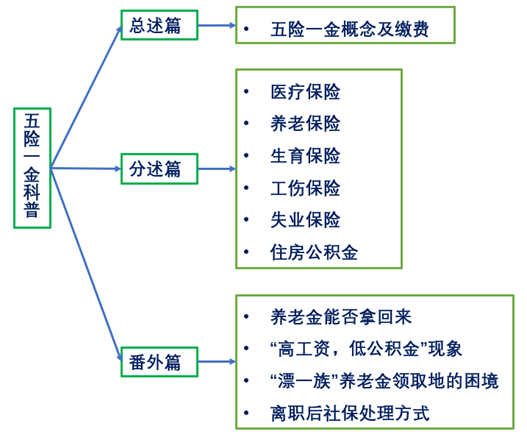 五险一金科普
总述篇
• 五险一金概念及缴费
分述篇
• 医疗保险
• 养老保险
• 生育保险
• 工伤保险
• 失业保险
• 住房公积金
番外篇
• 养老金能否拿回来
• “高工资，低公积金”现象
• “漂一族”养老金领取地的困境
• 离职后社保处理方式